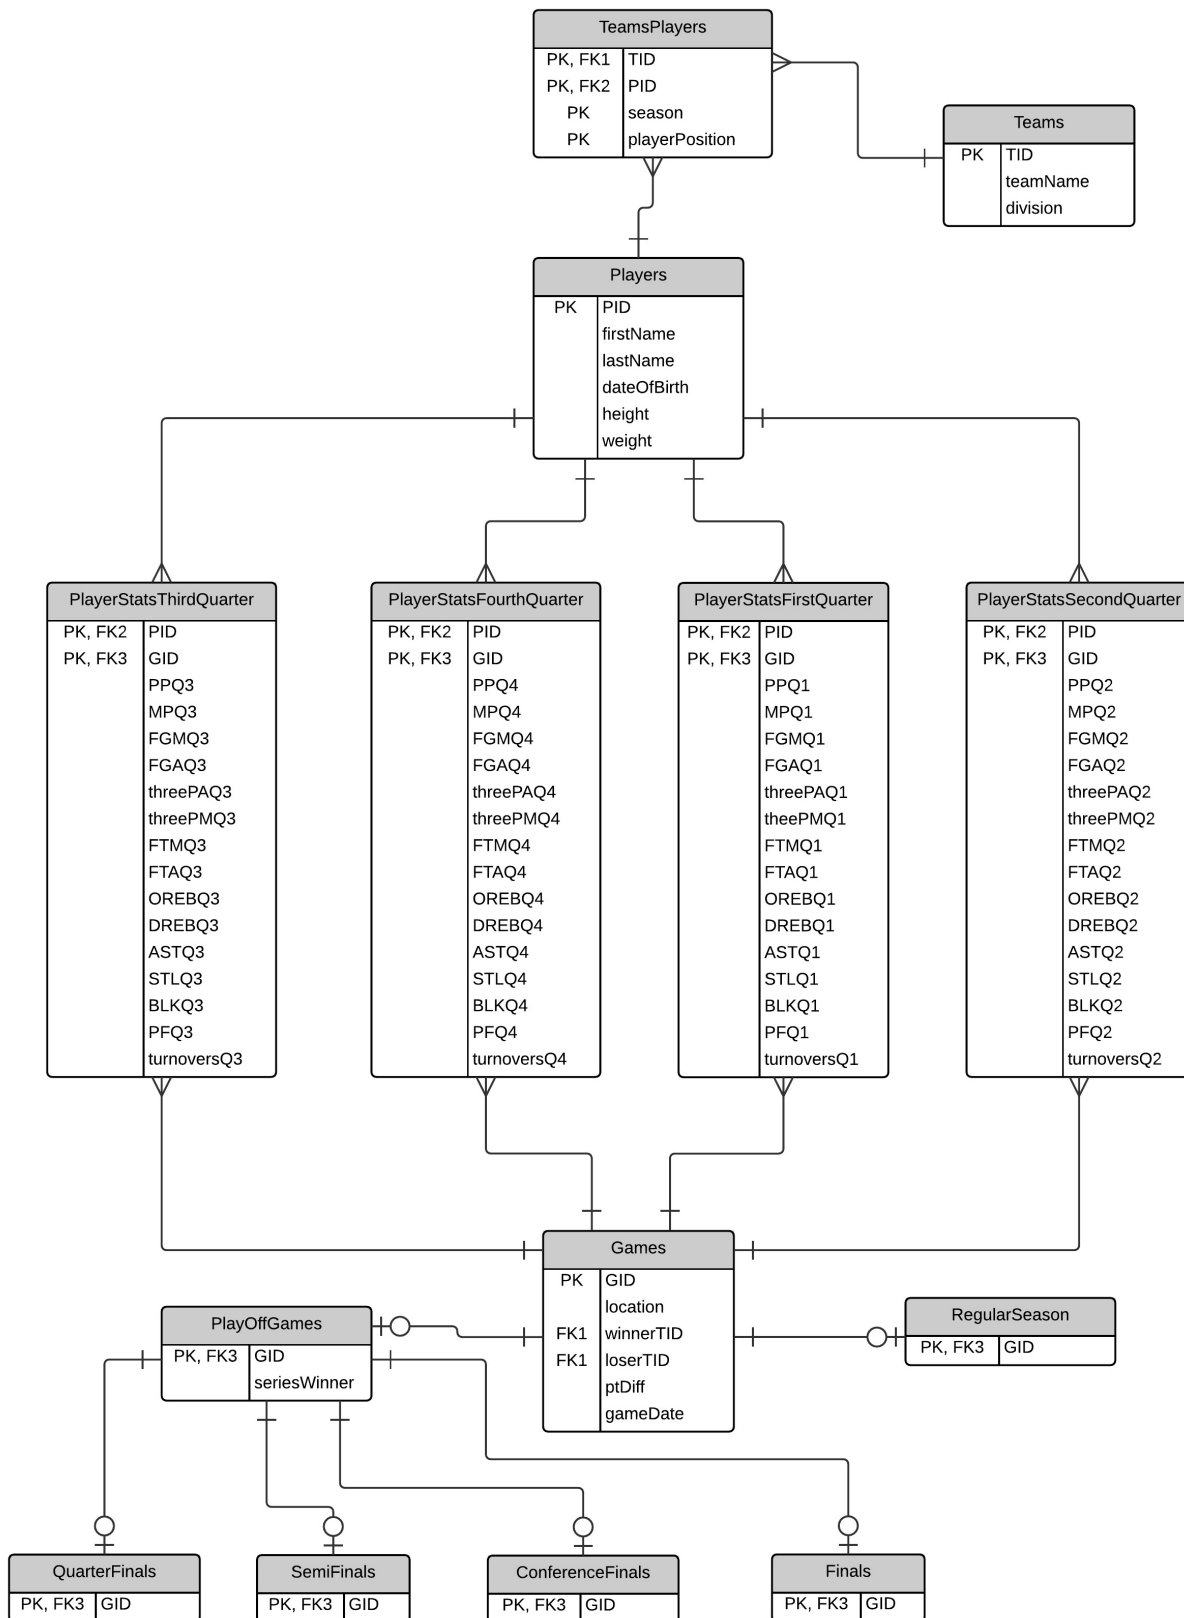 TeamsPlayers
PK, FK1 TID
PK, FK2 PID
PK season
PK playerPosition
Teams
PK TID
teamName
division
Players
PK PID
firstName
lastName
dateOfBirth
height
weight
PlayerStatsThirdQuarter
PK, FK2 PID
PK, FK3 GID
PPQ3
MPQ3
FGMQ3
FGAQ3
threePAQ3
threePMQ3
FTMQ3
FTAQ3
OREBQ3
DREBQ3
ASTQ3
STLQ3
BLKQ3
PFQ3
turnoversQ3
PlayerStatsFourthQuarter
PK, FK2 PID
PK, FK3 GID
PPQ4
MPQ4
FGMQ4
FGAQ4
threePAQ4
threePMQ4
FTMQ4
FTAQ4
OREBQ4
DREBQ4
ASTQ4
STLQ4
BLKQ4
PFQ4
turnoversQ4
PlayerStatsFirstQuarter
PK, FK2 PID
PK, FK3 GID
PPQ1
MPQ1
FGMQ1
FGAQ1
threePAQ1
theePMQ1
FTMQ1
FTAQ1
OREBQ1
DREBQ1
ASTQ1
STLQ1
BLKQ1
PFQ1
turnoversQ1
PlayerStatsSecondQuarter
PK, FK2 PID
PK, FK3 GID
PPQ2
MPQ2
FGMQ2
FGAQ2
threePAQ2
threePMQ2
FTMQ2
FTAQ2
OREBQ2
DREBQ2
ASTQ2
STLQ2
BLKQ2
PFQ2
turnoversQ2
Games
PK GID
location
FK1 winnerTID
FK1 loserTID
ptDiff
gameDate
PlayOffGames
PK, FK3 GID
seriesWinner
RegularSeason
PK, FK3 GID
QuarterFinals
PK, FK3 GID
SemiFinals
PK, FK3 GID
ConferenceFinals
PK, FK3 GID
Finals
PK, FK3 GID